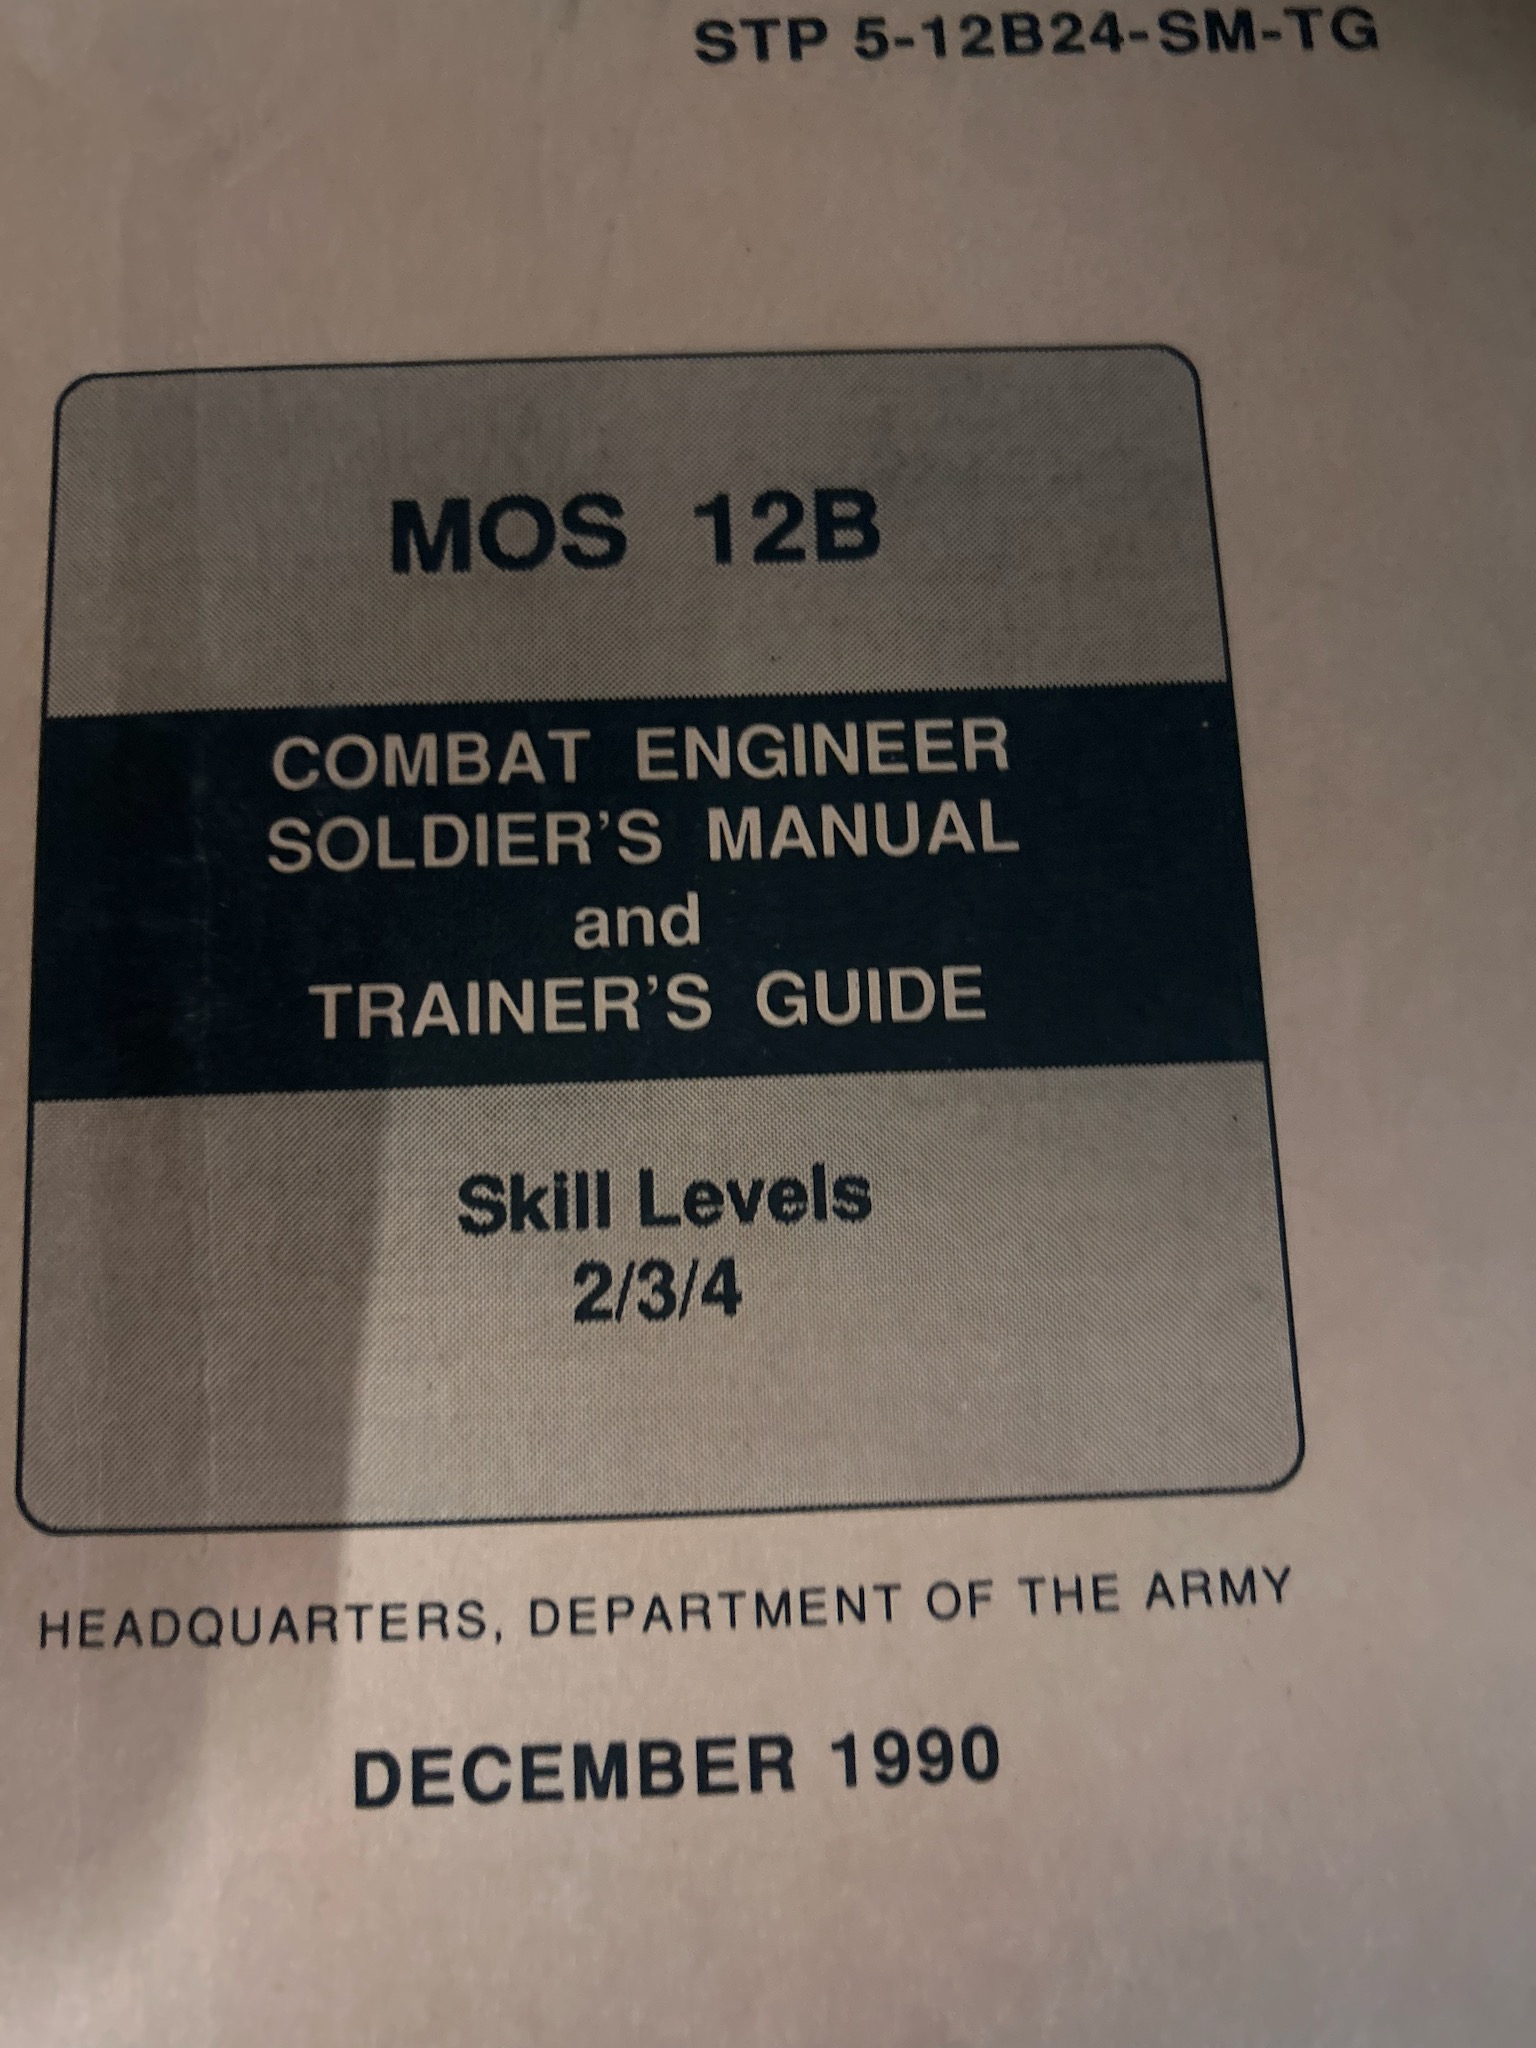 STP 5-12B24-SM-TG
MOS 12B
COMBAT ENGINEER
SOLDIER'S MANUAL
and
TRAINER'S GUIDE
Skill Levels
2/3/4
HEADQUARTERS, DEPARTMENT OF THE ARMY
DECEMBER 1990